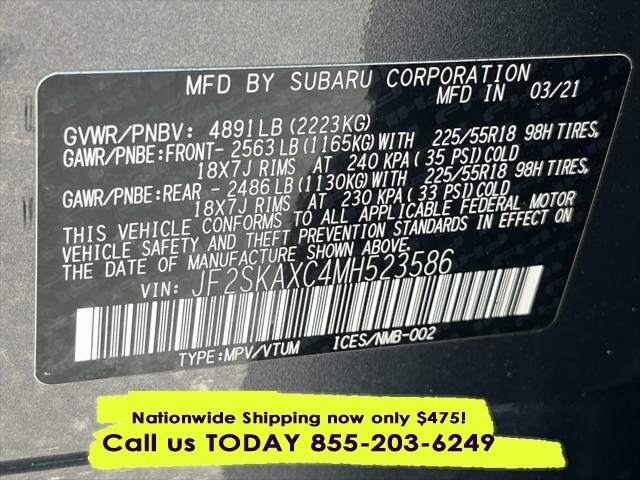 MFD BY SUBARU CORPORATION
MFD IN 03/21
GVWR/PNBV: 4891LB (2223KG)
GAWR/PNBE:FRONT- 2563 LB (1165KG)WITH 225/55R18 98H TIRES,
18X7J RIMS AT 240 KPA ( 35 PSI) COLD
GAWR/PNBE:REAR - 2486 LB (1130KG)WITH 225/55R18 98H TIRES,
18X7J RIMS AT 230 KPA ( 33 PSI) COLD
THIS VEHICLE CONFORMS TO ALL APPLICABLE FEDERAL MOTOR
VEHICLE SAFETY AND THEFT PREVENTION STANDARDS IN EFFECT ON
THE DATE OF MANUFACTURE SHOWN ABOVE.
VIN: JF2SKAXC4MH523586
TYPE:MPV/VTUM ICES/NMB-002
Nationwide Shipping now only $475!
Call us TODAY 855-203-6249